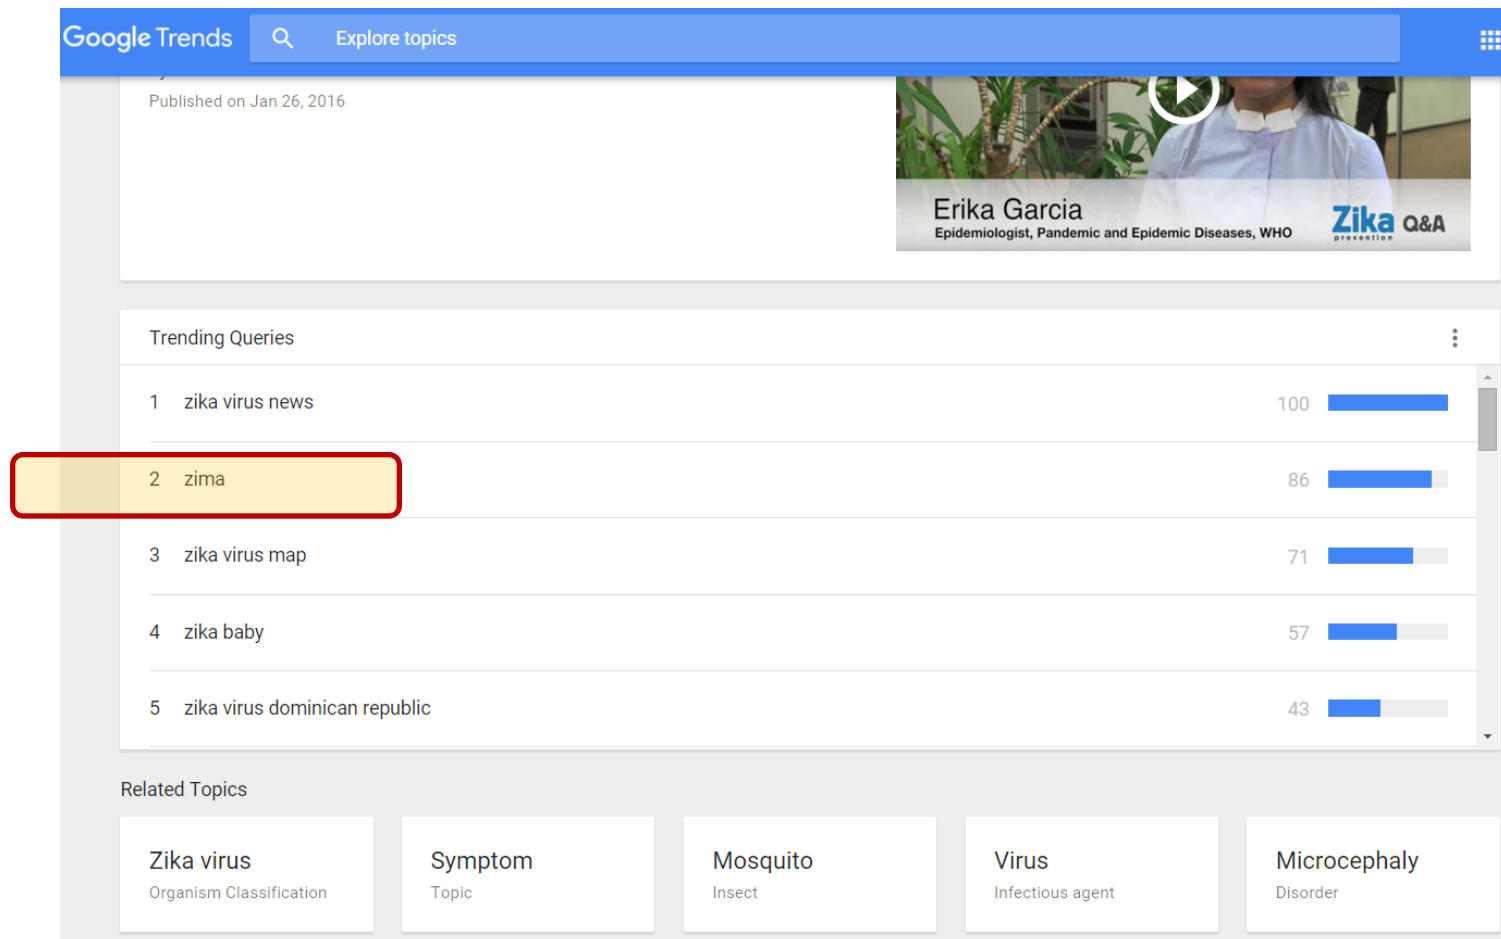 Google Trends
Explore topics
Published on Jan 26, 2016
Erika Garcia
Epidemiologist, Pandemic and Epidemic Diseases, WHO
Zika Q&A
prevention
Trending Queries
1 zika virus news 100
2 zima 86
3 zika virus map 71
4 zika baby 57
5 zika virus dominican republic 43
Related Topics
Zika virus
Organism Classification
Symptom
Topic
Mosquito
Insect
Virus
Infectious agent
Microcephaly
Disorder